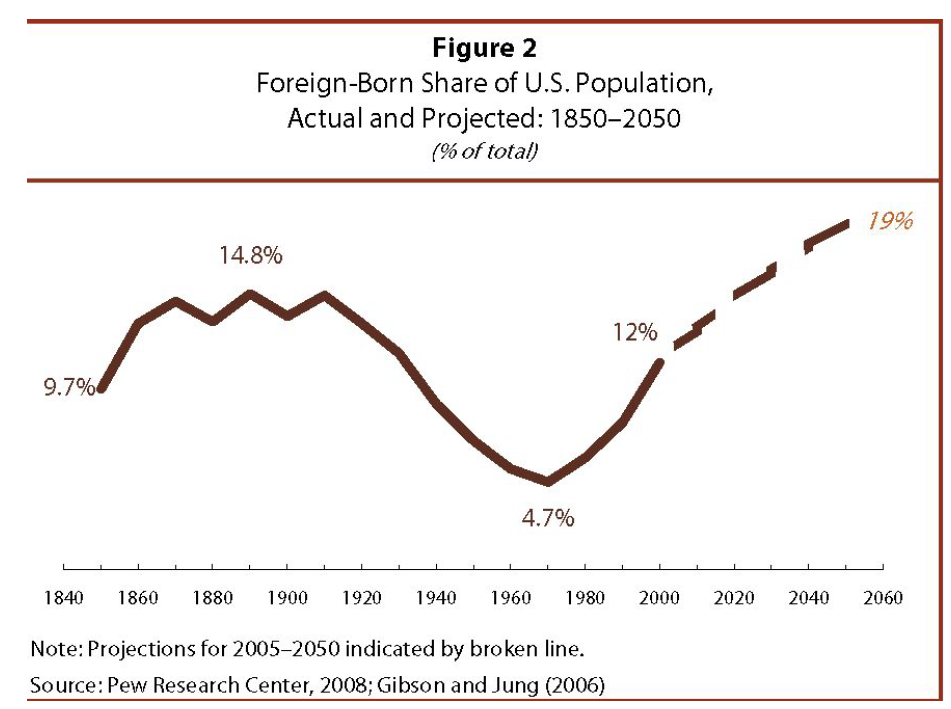 Figure 2
Foreign-Born Share of U.S. Population,
Actual and Projected: 1850–2050
(% of total)
19%
14.8%
12%
9.7%
4.7%
1840 1860 1880 1900 1920 1940 1960 1980 2000 2020 2040 2060
Note: Projections for 2005–2050 indicated by broken line.
Source: Pew Research Center, 2008; Gibson and Jung (2006)